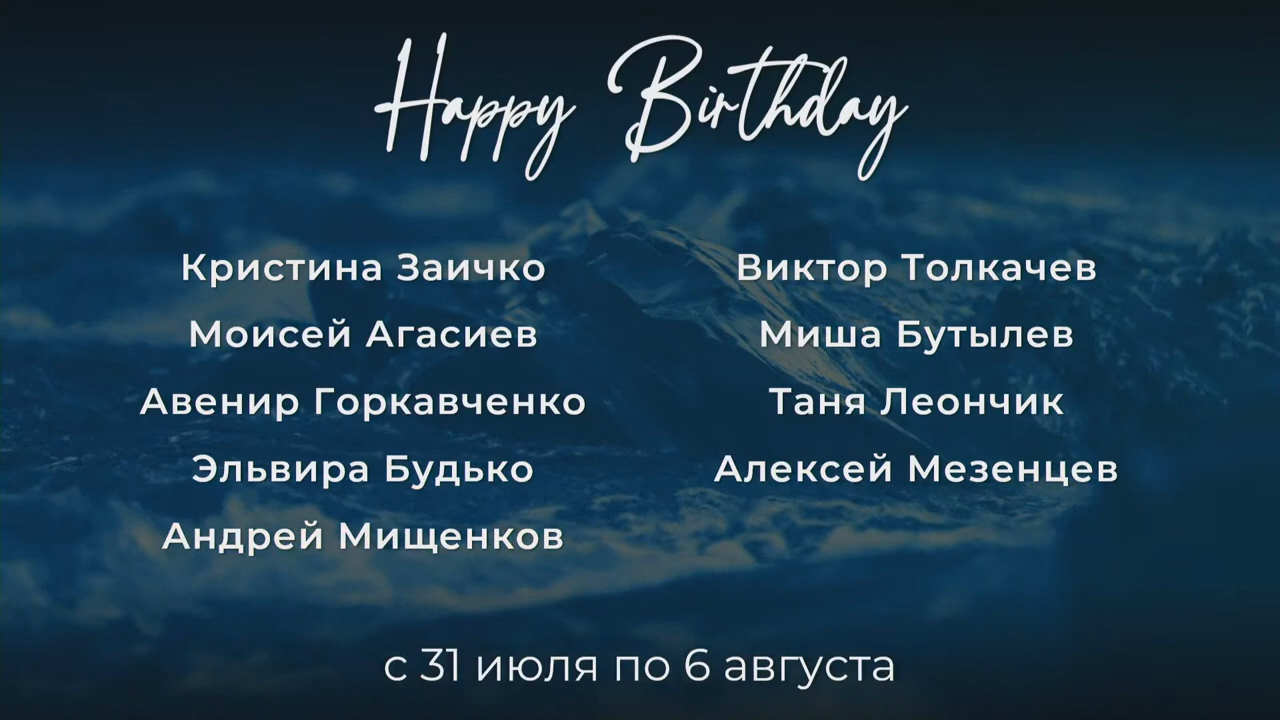 Happy Birthday
Кристина Заичко
Моисей Агасиев
Авенир Горкавченко
Эльвира Будько
Андрей Мищенков
Виктор Толкачев
Миша Бутылев
Таня Леончик
Алексей Мезенцев
с 31 июля по 6 августа